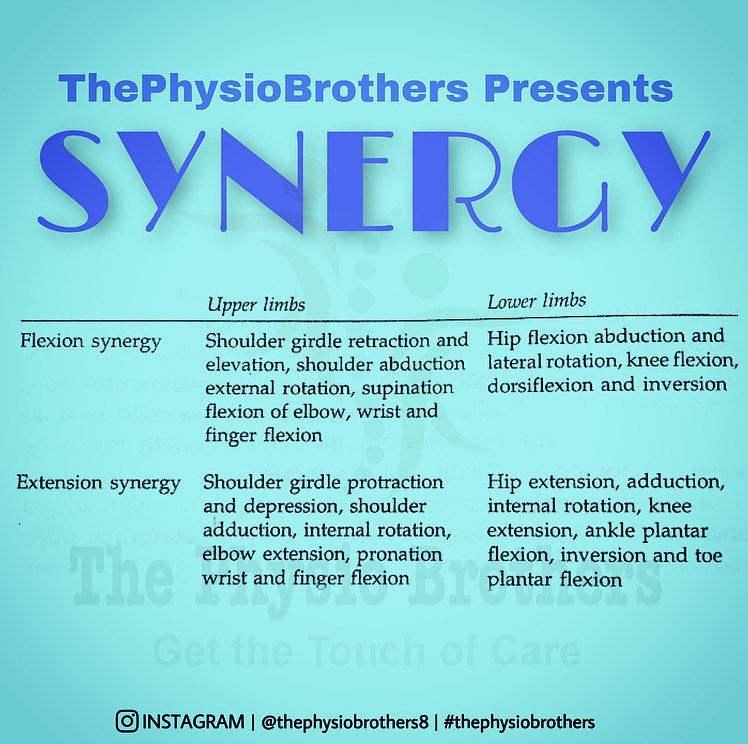 ThePhysioBrothers Presents
SYNERGY
Upper limbs
Lower limbs
Flexion synergy
Shoulder girdle retraction and
elevation, shoulder abduction
external rotation, supination
flexion of elbow, wrist and
finger flexion
Hip flexion abduction and
lateral rotation, knee flexion,
dorsiflexion and inversion
Extension synergy
Shoulder girdle protraction
and depression, shoulder
adduction, internal rotation,
elbow extension, pronation
wrist and finger flexion
Hip extension, adduction,
internal rotation, knee
extension, ankle plantar
flexion, inversion and toe
plantar flexion
The Physio Brothers
Get the Touch of Care
INSTAGRAM | @thephysiobrothers8 | #thephysiobrothers